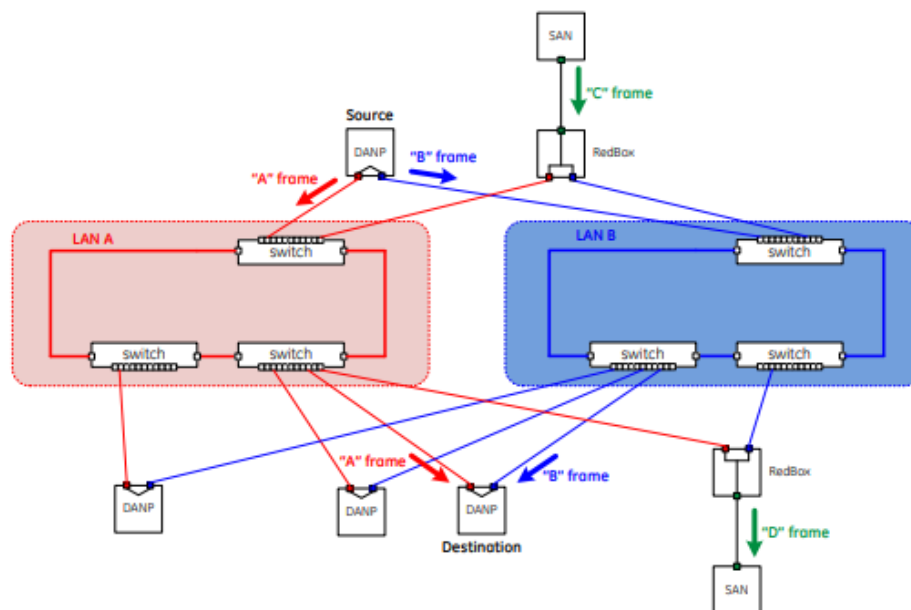 SAN
"C" frame
Source
DANP
"B" frame
RedBox
"A" frame
LAN A
switch
LAN B
switch
switch
switch
switch
switch
"A" frame
"B" frame
RedBox
DANP
DANP
DANP
Destination
"D" frame
SAN